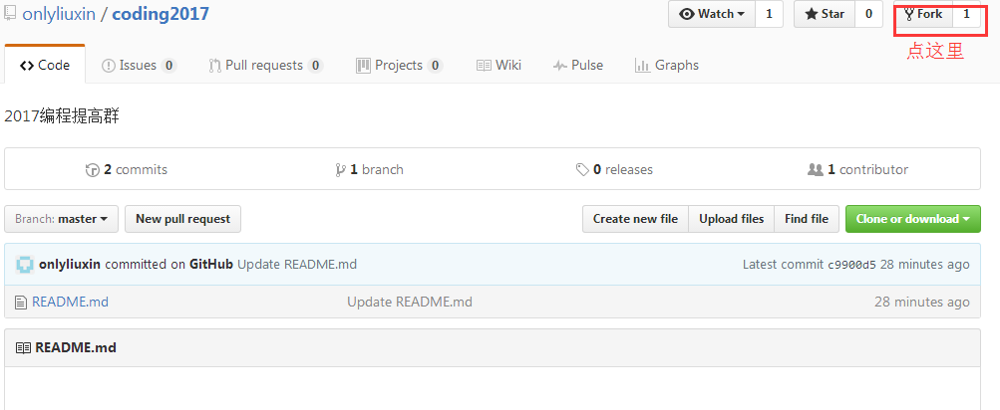 onlyliuxin / coding2017
Watch 1 Star 0 Fork 1
点这里
Code Issues 0 Pull requests 0 Projects 0 Wiki Pulse Graphs
2017编程提高群
2 commits 1 branch 0 releases 1 contributor
Branch: master New pull request Create new file Upload files Find file Clone or download
onlyliuxin committed on GitHub Update README.md Latest commit c9900d5 28 minutes ago
README.md Update README.md 28 minutes ago
README.md